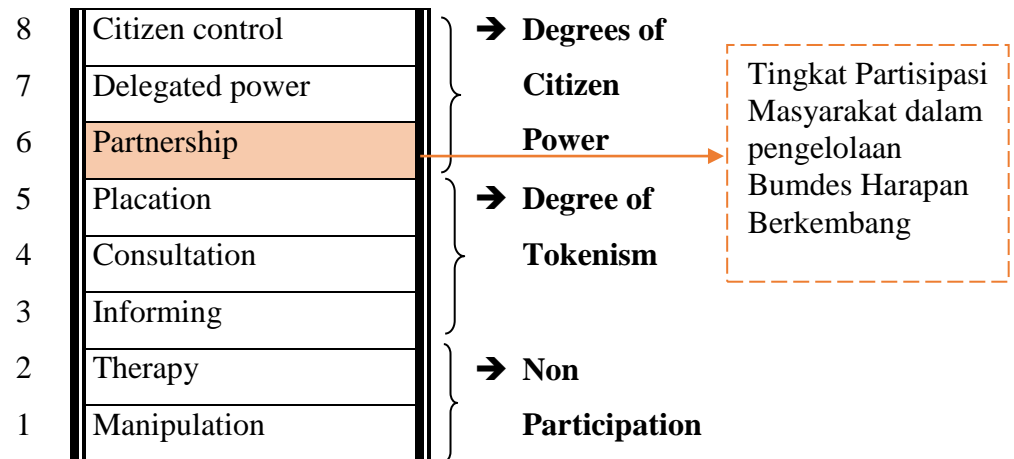 8 Citizen control ➔ Degrees of
7 Delegated power Citizen
6 Partnership Power
5 Placation ➔ Degree of
4 Consultation Tokenism
3 Informing
2 Therapy ➔ Non
1 Manipulation Participation
Tingkat Partisipasi
Masyarakat dalam
pengelolaan
Bumdes Harapan
Berkembang